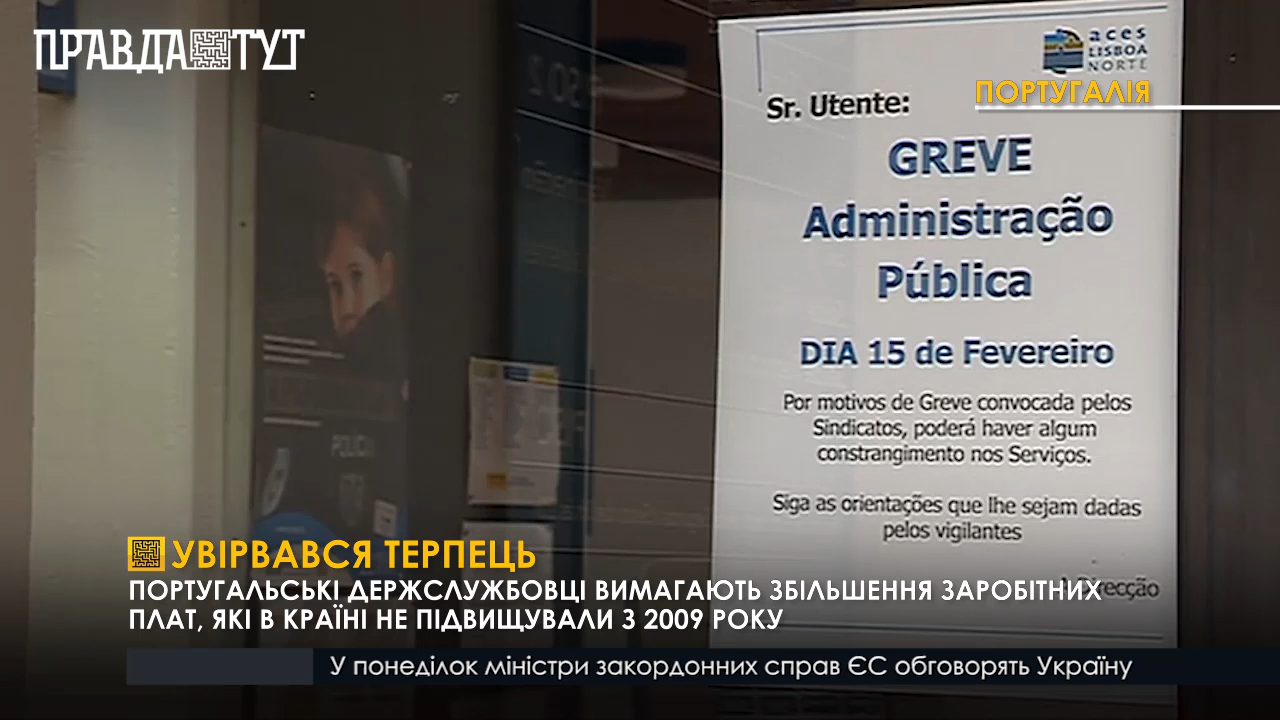 ПРАВДА ТУТ
aces
LISBOA
NORTE
ПОРТУГАЛІЯ
Sr. Utente:
GREVE
Administração
Pública
DIA 15 de Fevereiro
Por motivos de Greve convocada pelos
Sindicatos, poderá haver algum
constrangimento nos Serviços.
Siga as orientações que lhe sejam dadas
pelos vigilantes
POLÍCIA
УВІРВАВСЯ ТЕРПЕЦЬ
ПОРТУГАЛЬСЬКІ ДЕРЖСЛУЖБОВЦІ ВИМАГАЮТЬ ЗБІЛЬШЕННЯ ЗАРОБІТНИХ
ПЛАТ, ЯКІ В КРАЇНІ НЕ ПІДВИЩУВАЛИ З 2009 РОКУ
У понеділок міністри закордонних справ ЄС обговорять Україну